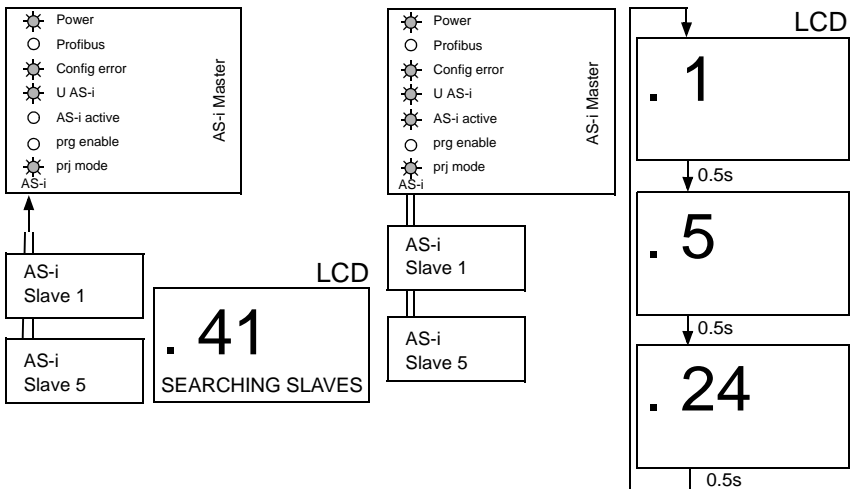 Power
Profibus
Config error
U AS-i
AS-i active
prg enable
prj mode
AS-i
AS-i Master
AS-i
Slave 1
AS-i
Slave 5
LCD
. 41
SEARCHING SLAVES
Power
Profibus
Config error
U AS-i
AS-i active
prg enable
prj mode
AS-i
AS-i Master
AS-i
Slave 1
AS-i
Slave 5
LCD
. 1
0.5s
. 5
0.5s
. 24
0.5s